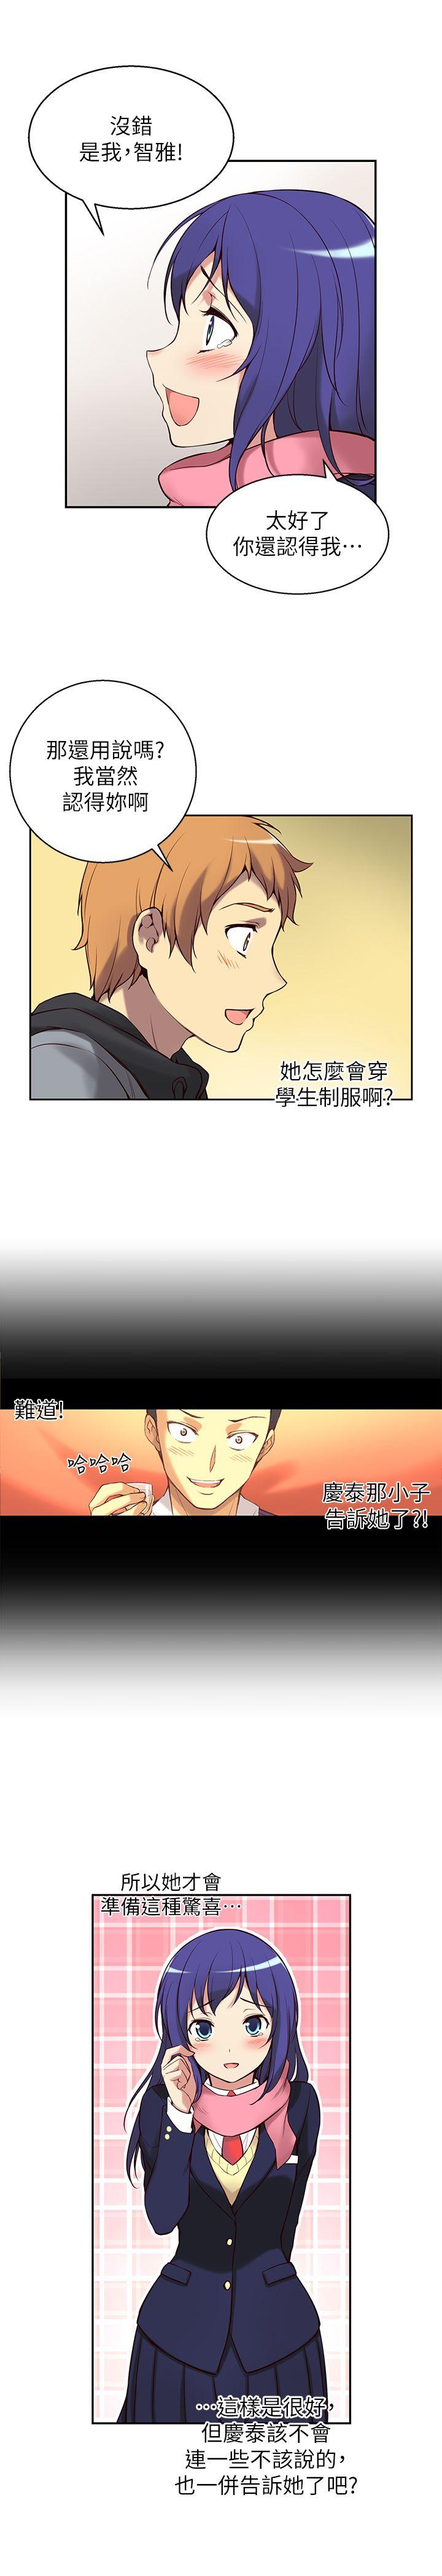 沒錯
是我，智雅!
太好了
你還認得我…
那還用說嗎?
我當然
認得妳啊
她怎麼會穿
學生制服啊?
難道!
哈哈哈
慶泰那小子
告訴她了?!
所以她才會
準備這種驚喜…
…這樣是很好，
但慶泰該不會
連一些不該說的，
也一併告訴她了吧?